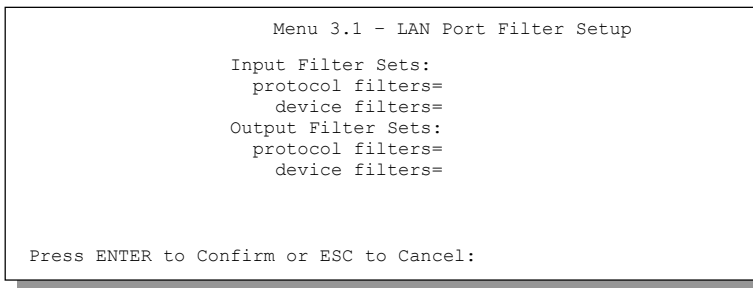 Menu 3.1 – LAN Port Filter Setup
Input Filter Sets:
protocol filters=
device filters=
Output Filter Sets:
protocol filters=
device filters=
Press ENTER to Confirm or ESC to Cancel: